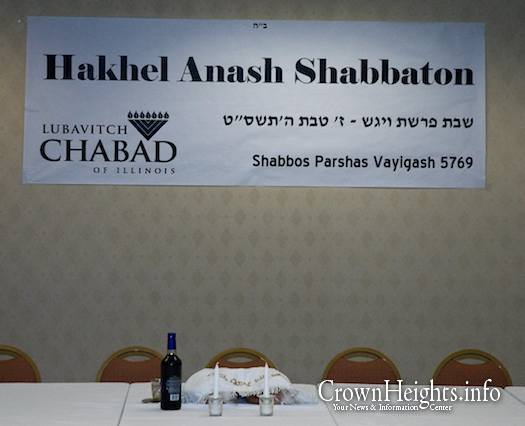 ב"ה
Hakhel Anash Shabbaton
LUBAVITCH
CHABAD
OF ILLINOIS
שבת פרשת ויגש - ז׳ טבת ה׳תשס״ט
Shabbos Parshas Vayigash 5769
CrownHeights.info
Your News & Information Center